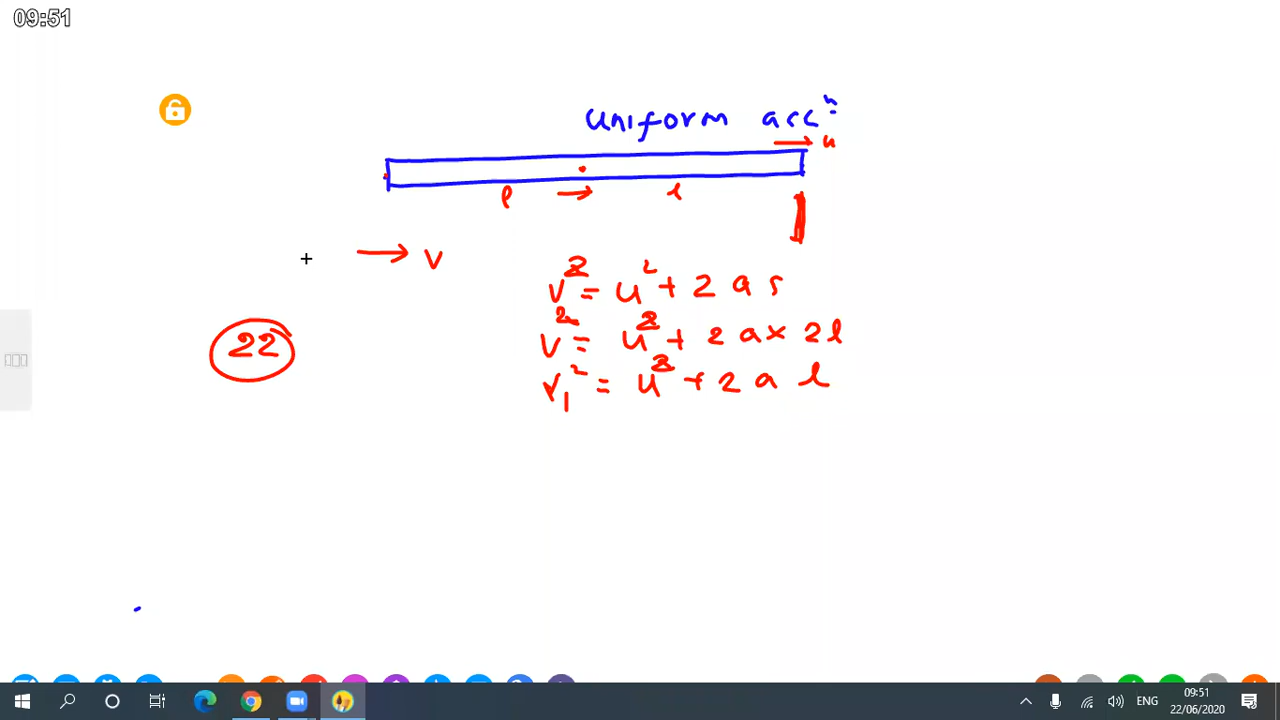 09:51
uniform accⁿ
u
l l
v
v² = u² + 2 a s
v² = u² + 2 a × 2l
v₁² = u² + 2 a l
22
ENG
09:51
22/06/2020